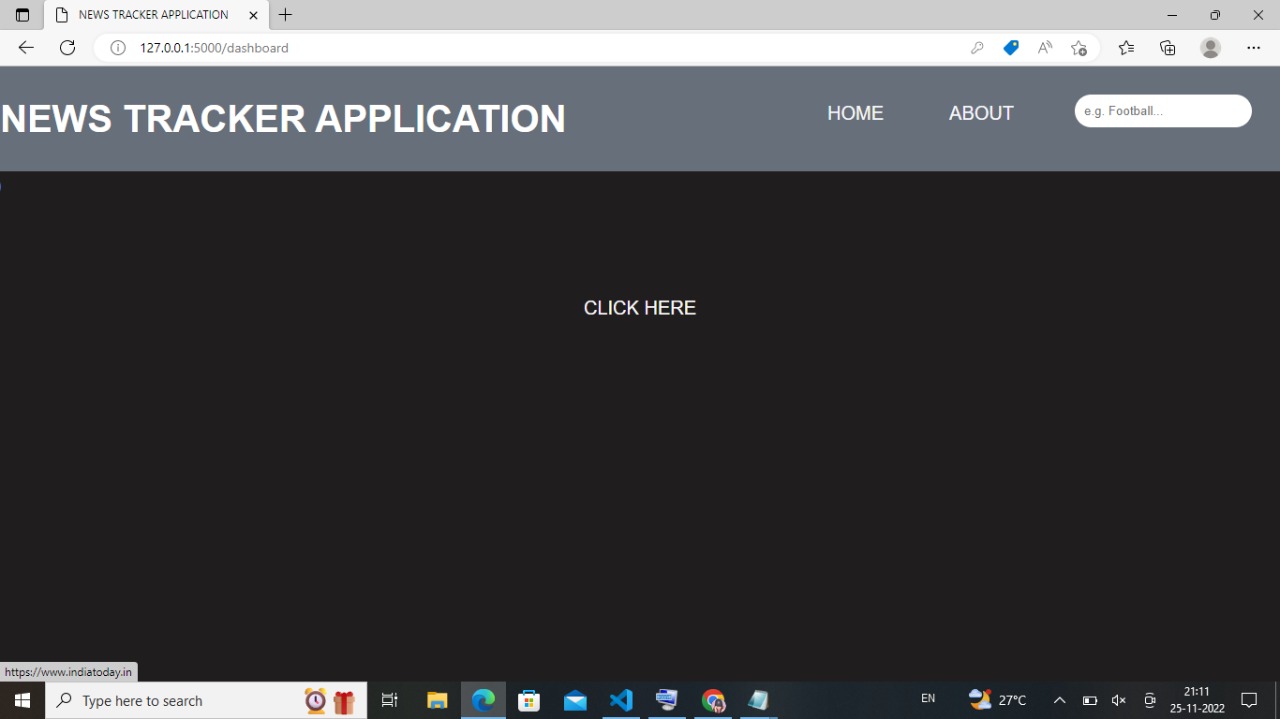 NEWS TRACKER APPLICATION
127.0.0.1:5000/dashboard
NEWS TRACKER APPLICATION
HOME
ABOUT
e.g. Football...
CLICK HERE
https://www.indiatoday.in
Type here to search
EN
27°C
21:11
25-11-2022